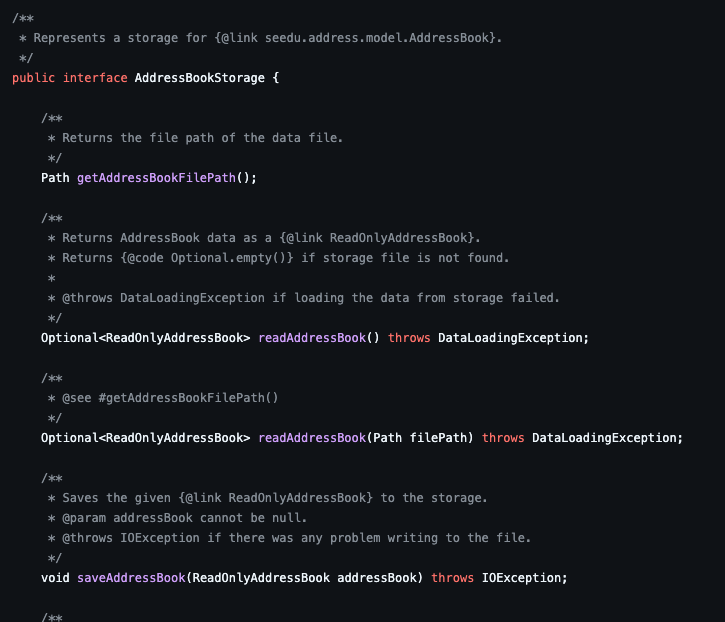 /**
 * Represents a storage for {@link seedu.address.model.AddressBook}.
 */
public interface AddressBookStorage {

    /**
     * Returns the file path of the data file.
     */
    Path getAddressBookFilePath();

    /**
     * Returns AddressBook data as a {@link ReadOnlyAddressBook}.
     * Returns {@code Optional.empty()} if storage file is not found.
     *
     * @throws DataLoadingException if loading the data from storage failed.
     */
    Optional<ReadOnlyAddressBook> readAddressBook() throws DataLoadingException;

    /**
     * @see #getAddressBookFilePath()
     */
    Optional<ReadOnlyAddressBook> readAddressBook(Path filePath) throws DataLoadingException;

    /**
     * Saves the given {@link ReadOnlyAddressBook} to the storage.
     * @param addressBook cannot be null.
     * @throws IOException if there was any problem writing to the file.
     */
    void saveAddressBook(ReadOnlyAddressBook addressBook) throws IOException;

    /**